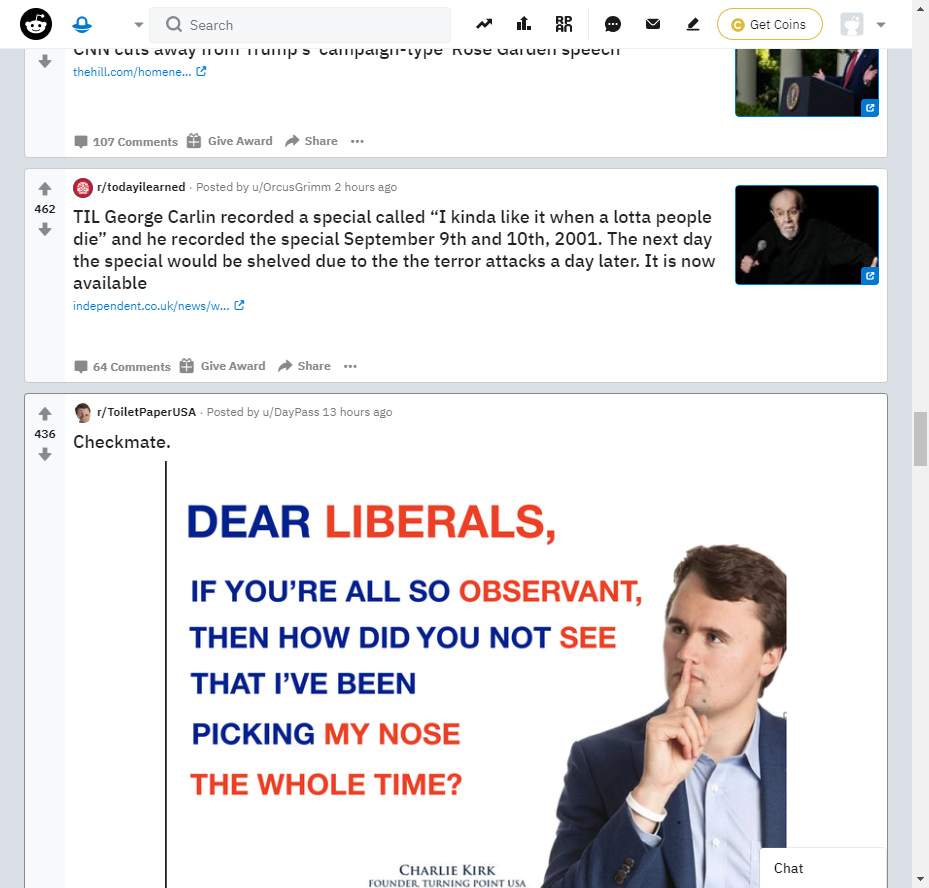 Search
Get Coins
CNN cuts away from Trump's 'campaign-type' Rose Garden speech
thehill.com/homene...
107 Comments Give Award Share
r/todayilearned · Posted by u/OrcusGrimm 2 hours ago
462
TIL George Carlin recorded a special called “I kinda like it when a lotta people
die” and he recorded the special September 9th and 10th, 2001. The next day
the special would be shelved due to the the terror attacks a day later. It is now
available
independent.co.uk/news/w...
64 Comments Give Award Share
r/ToiletPaperUSA · Posted by u/DayPass 13 hours ago
436
Checkmate.
DEAR LIBERALS,
IF YOU’RE ALL SO OBSERVANT,
THEN HOW DID YOU NOT SEE
THAT I’VE BEEN
PICKING MY NOSE
THE WHOLE TIME?
CHARLIE KIRK
FOUNDER, TURNING POINT USA
Chat